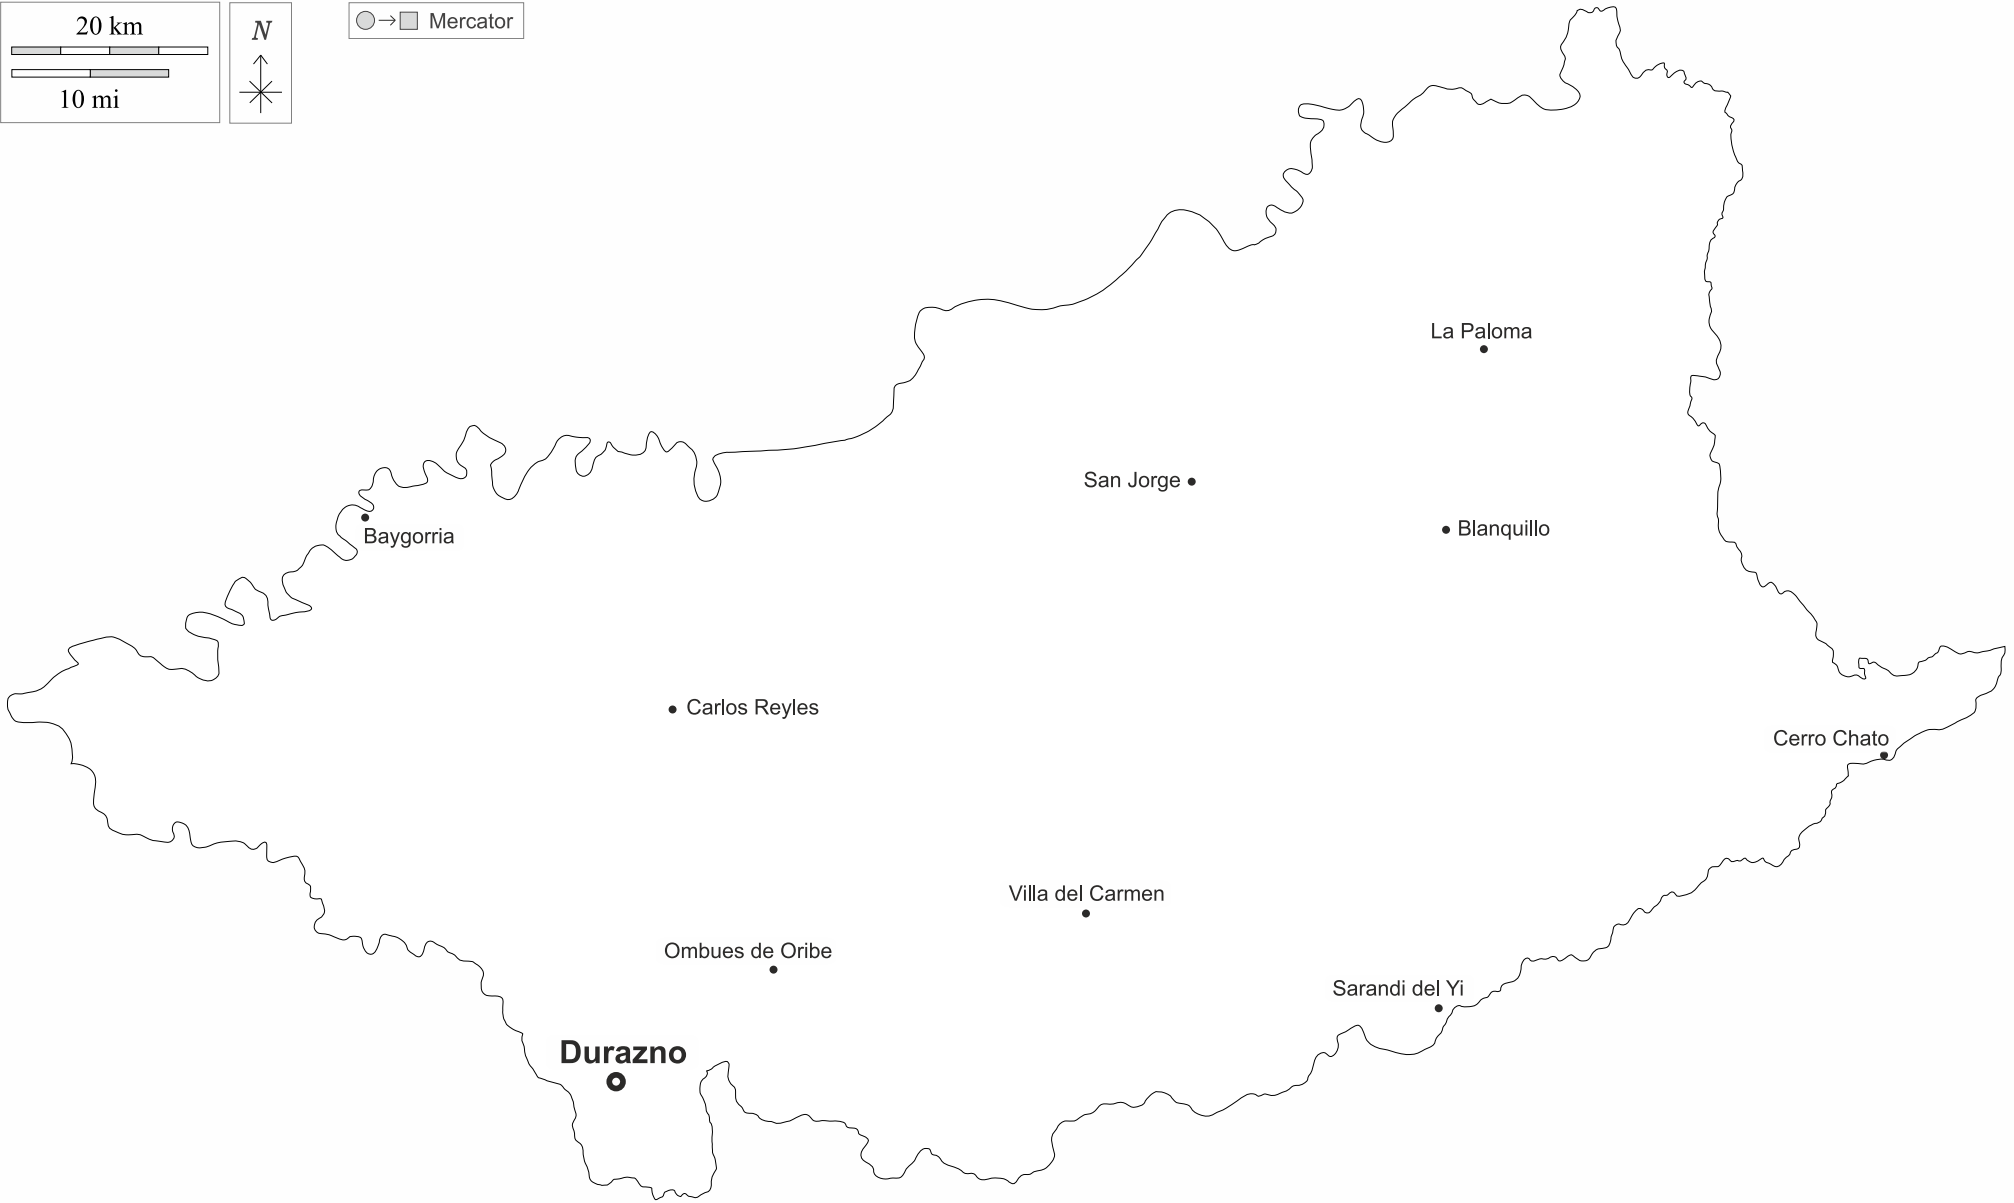 20 km
10 mi
N
Mercator
La Paloma
San Jorge
Blanquillo
Baygorria
Carlos Reyles
Cerro Chato
Villa del Carmen
Ombues de Oribe
Sarandi del Yi
Durazno